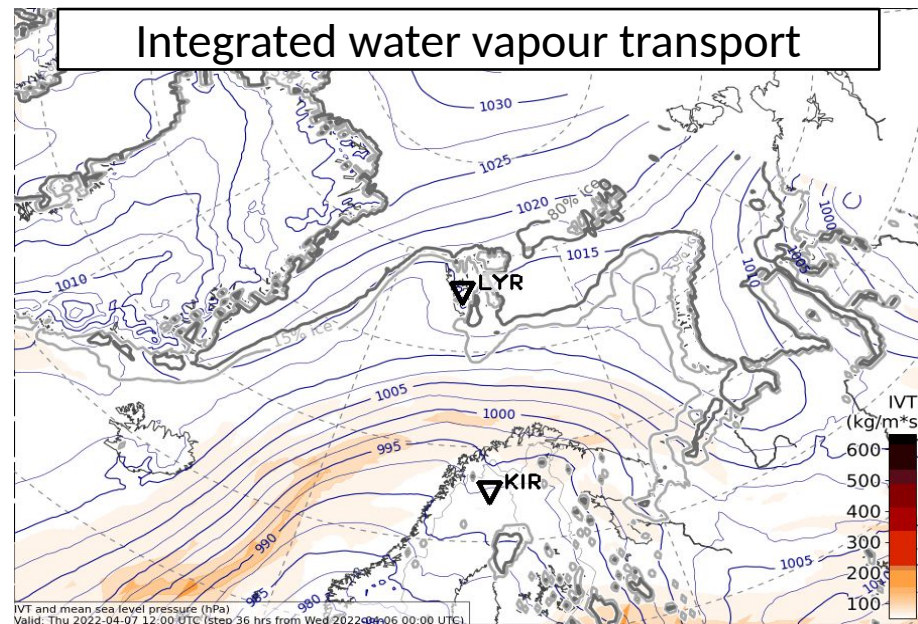 Integrated water vapour transport
1030
1025
80% ice
1020
1000
1015
1005
1010
1010
LYR
15% ice
1005
1000
IVT
(kg/m*s
995
600
KIR
500
400
990
300
1005
200
985
980
100
IVT and mean sea level pressure (hPa)
Valid: Thu 2022-04-07 12:00 UTC (step 36 hrs from Wed 2022-04-06 00:00 UTC)